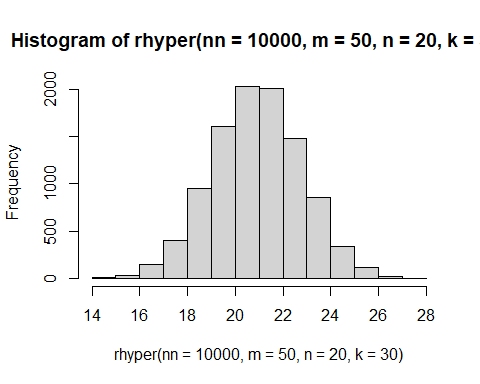 Histogram of rhyper(nn = 10000, m = 50, n = 20, k =
Frequency
2000
1000
500
0
14 16 18 20 22 24 26 28
rhyper(nn = 10000, m = 50, n = 20, k = 30)